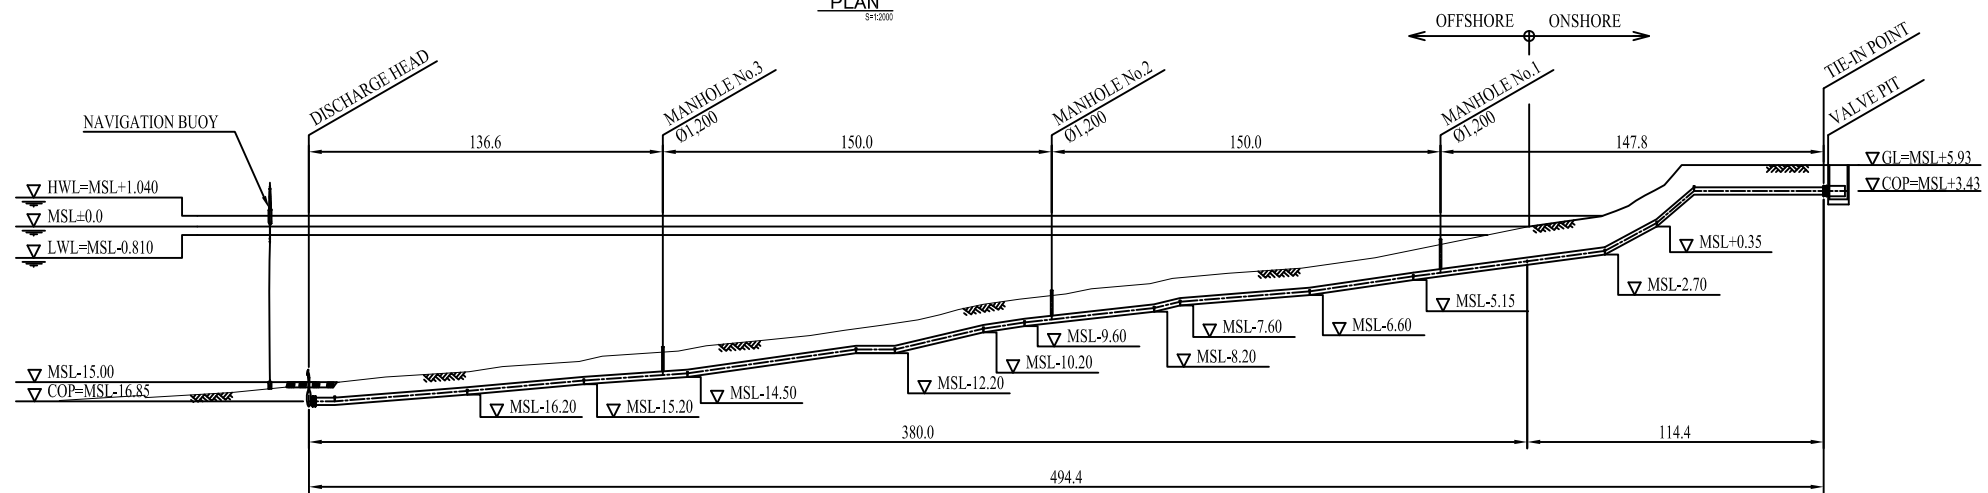 PLAN
S=1:2000
OFFSHORE
ONSHORE
DISCHARGE HEAD
MANHOLE No.3
Ø1,200
MANHOLE No.2
Ø1,200
MANHOLE No.1
Ø1,200
TIE-IN POINT
VALVE PIT
NAVIGATION BUOY
136.6
150.0
150.0
147.8
HWL=MSL+1.040
MSL±0.0
LWL=MSL-0.810
GL=MSL+5.93
COP=MSL+3.43
MSL+0.35
MSL-2.70
MSL-5.15
MSL-6.60
MSL-7.60
MSL-8.20
MSL-9.60
MSL-10.20
MSL-12.20
MSL-14.50
MSL-15.20
MSL-16.20
MSL-15.00
COP=MSL-16.85
380.0
114.4
494.4